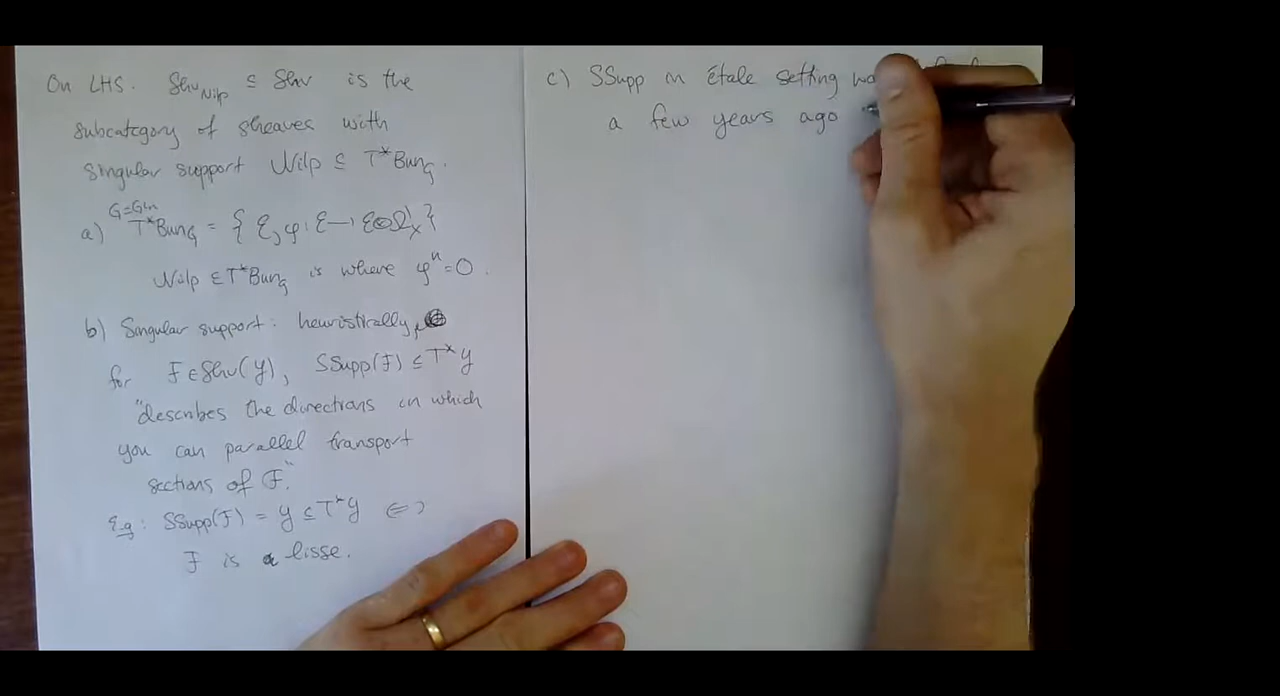 On LHS. Shv_Nilp ⊆ Shv is the
subcategory of sheaves with
singular support Nilp ⊆ T*Bun_G.
G=GLn
a) T*Bun_G = { E, φ: E → E⊗Ω¹_X }
Nilp ⊆ T*Bun_G is where φⁿ=0.
b) Singular support: heuristically,
for F ∈ Shv(Y), SSupp(F) ⊆ T*Y
"describes the directions in which
you can parallel transport
sections of F."
E.g: SSupp(F) = Y ⊆ T*Y ⟺
F is lisse.
c) SSupp in étale setting
a few years ago